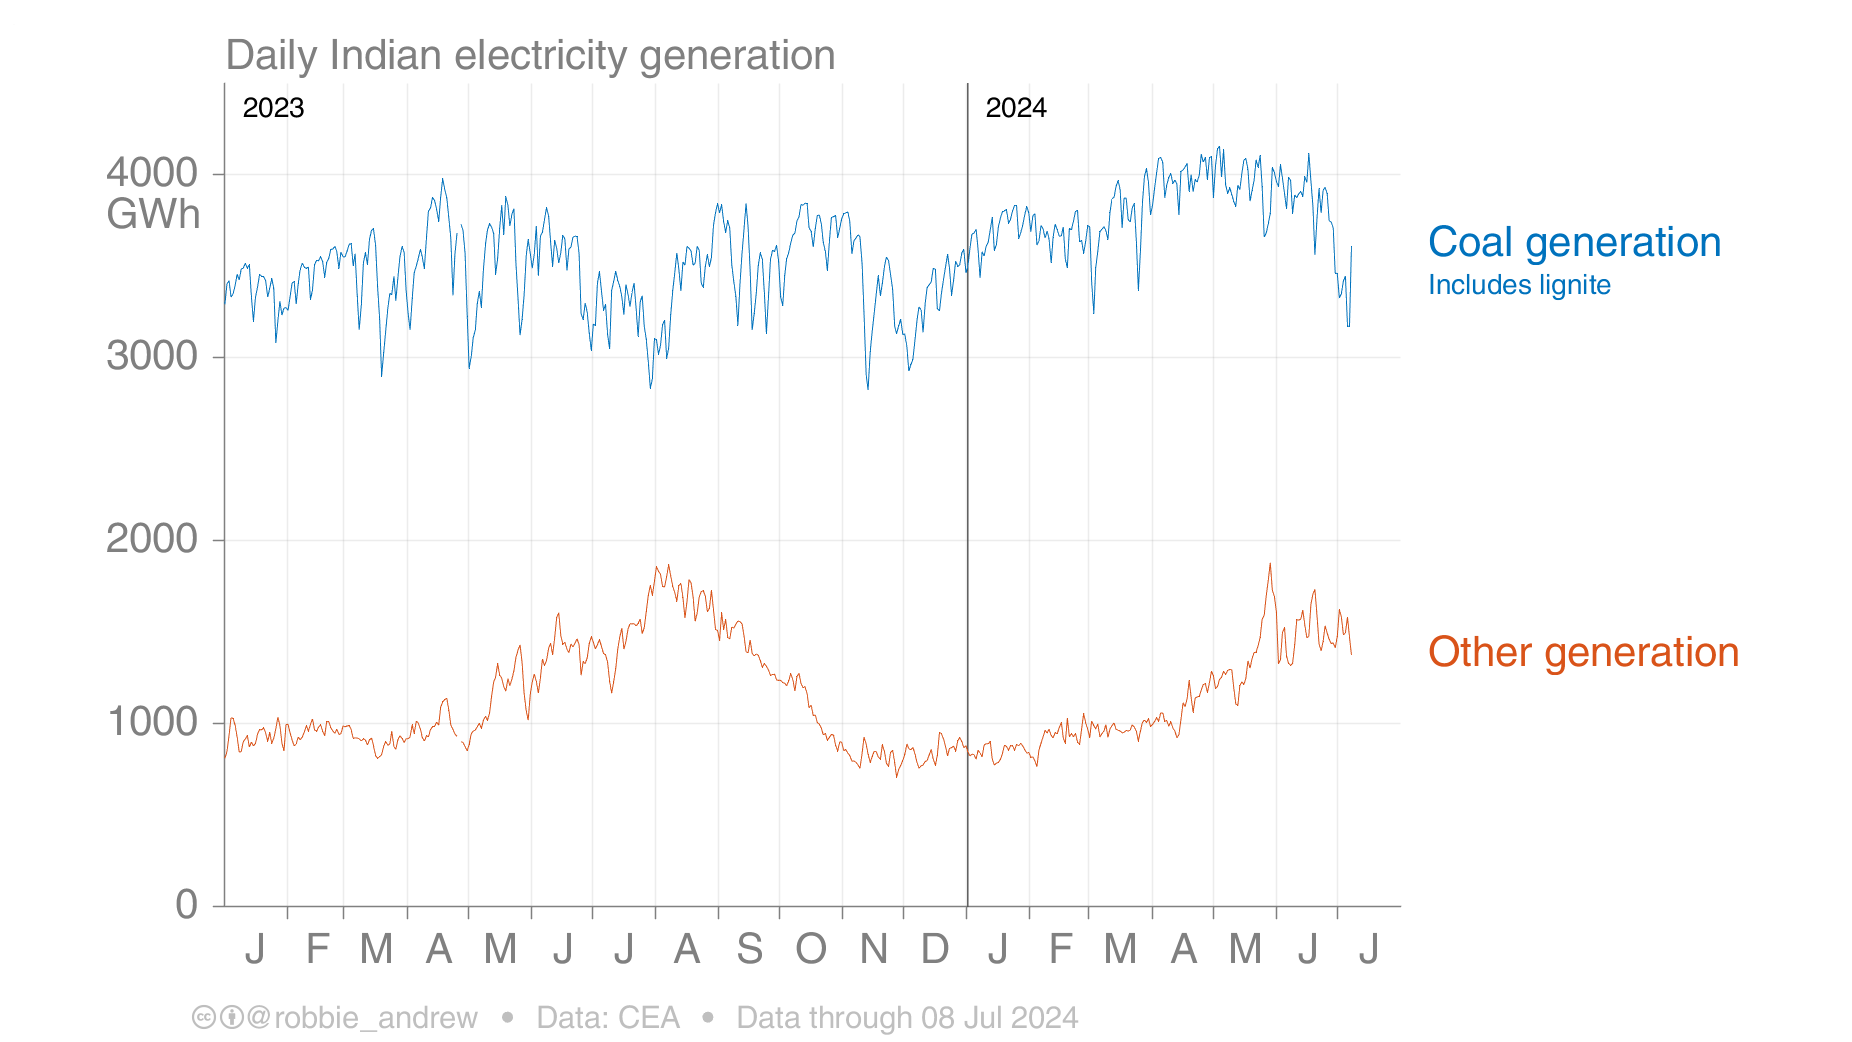 Daily Indian electricity generation
2023
2024
4000
GWh
3000
2000
1000
0
Coal generation
Includes lignite
Other generation
J F M A M J J A S O N D J F M A M J J
cc @robbie_andrew • Data: CEA • Data through 08 Jul 2024